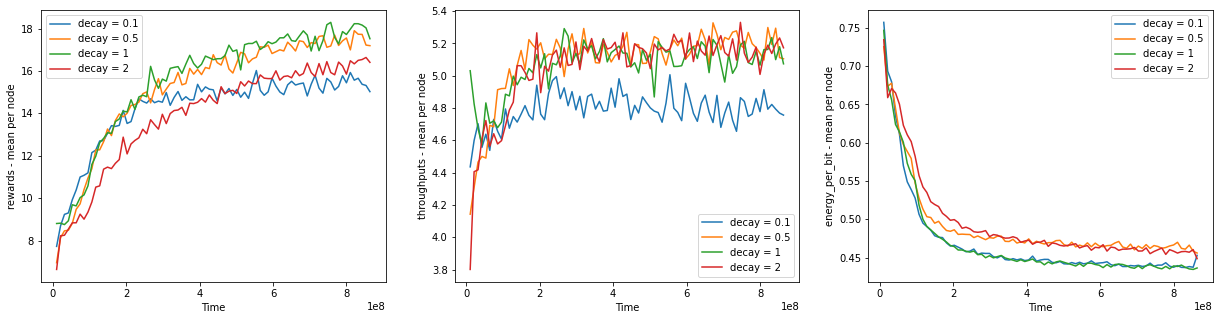 rewards - mean per node
18
16
14
12
10
8
0
2
4
6
8
1e8
Time
decay = 0.1
decay = 0.5
decay = 1
decay = 2
throughputs - mean per node
5.4
5.2
5.0
4.8
4.6
4.4
4.2
4.0
3.8
0
2
4
6
8
1e8
Time
decay = 0.1
decay = 0.5
decay = 1
decay = 2
energy_per_bit - mean per node
0.75
0.70
0.65
0.60
0.55
0.50
0.45
0
2
4
6
8
1e8
Time
decay = 0.1
decay = 0.5
decay = 1
decay = 2